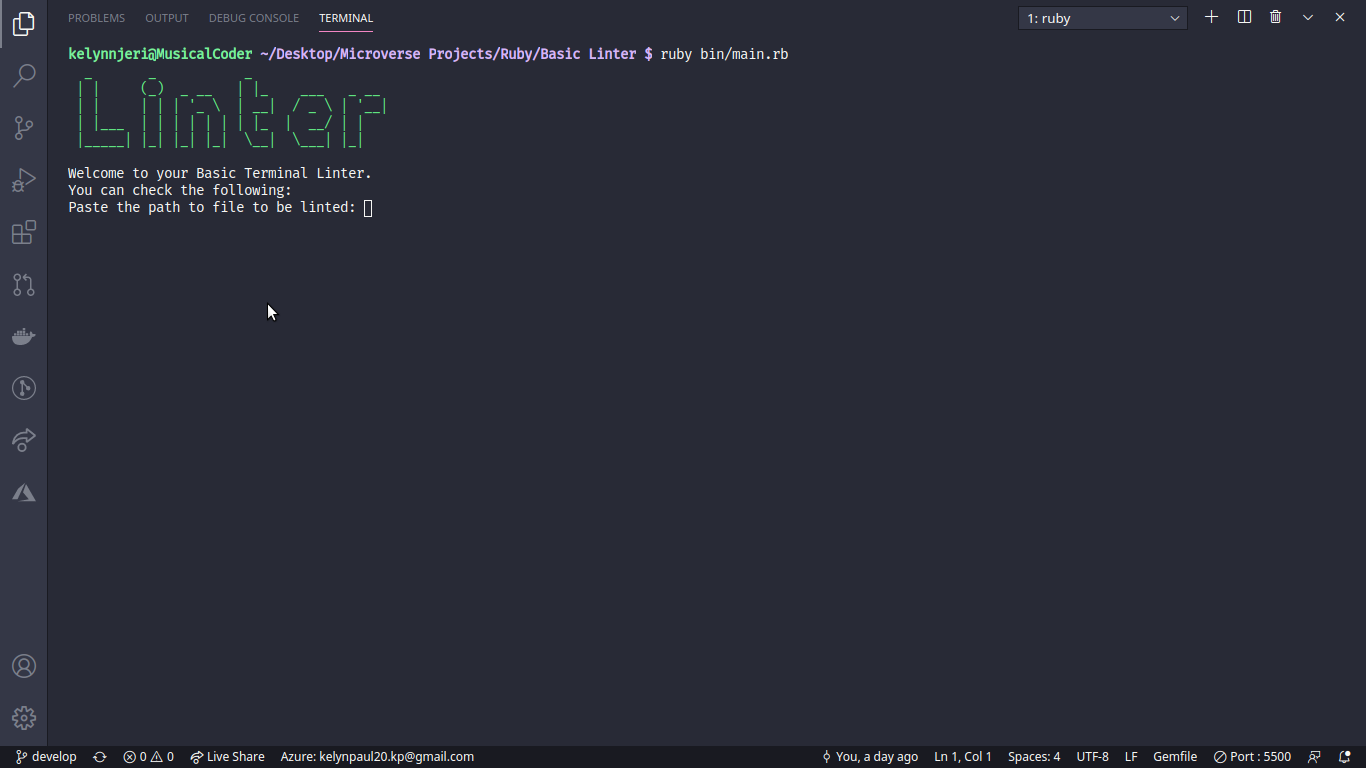 PROBLEMS OUTPUT DEBUG CONSOLE TERMINAL 1: ruby
kelynnjeri@MusicalCoder ~/Desktop/Microverse Projects/Ruby/Basic Linter $ ruby bin/main.rb
Linter
Welcome to your Basic Terminal Linter.
You can check the following:
Paste the path to file to be linted:
develop 0 0 Live Share Azure: kelynpaul20.kp@gmail.com You, a day ago Ln 1, Col 1 Spaces: 4 UTF-8 LF Gemfile Port : 5500